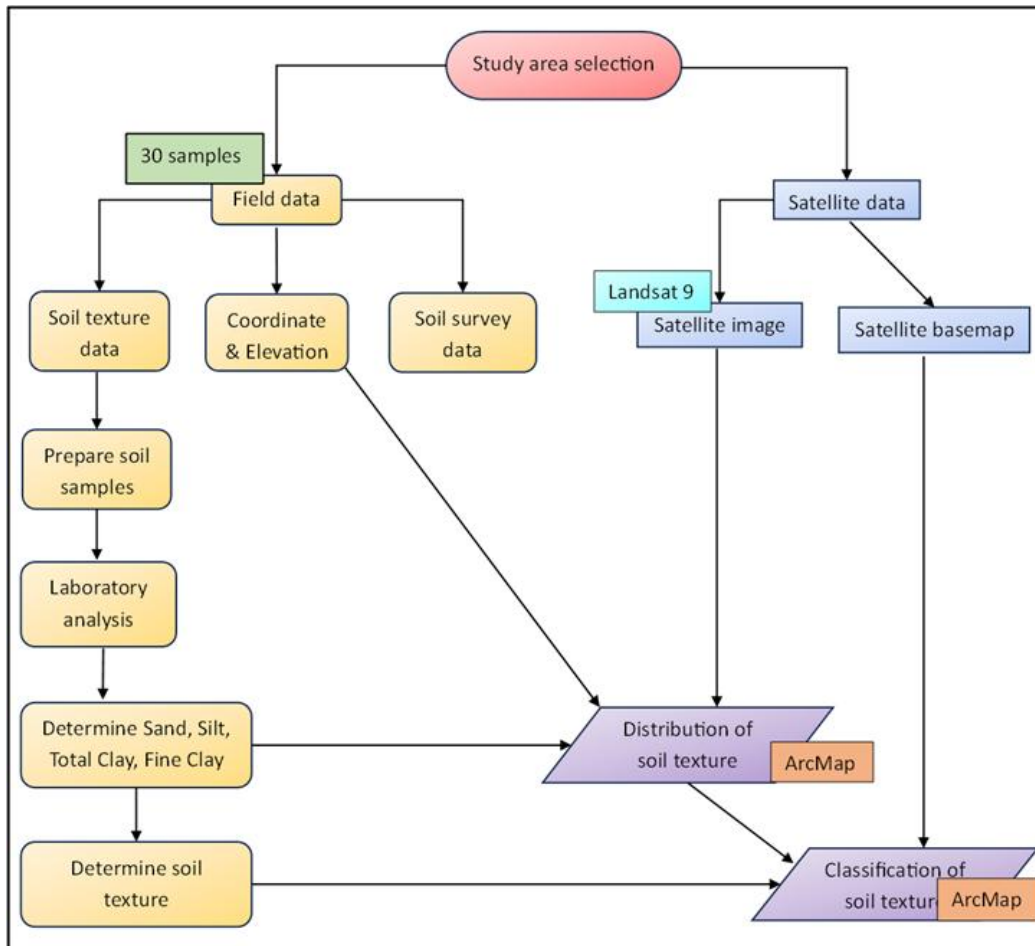 Study area selection
30 samples
Field data
Satellite data
Landsat 9
Soil texture
data
Coordinate
& Elevation
Soil survey
data
Satellite image
Satellite basemap
Prepare soil
samples
Laboratory
analysis
Determine Sand, Silt,
Total Clay, Fine Clay
Distribution of
soil texture
ArcMap
Determine soil
texture
Classification of
soil texture
ArcMap